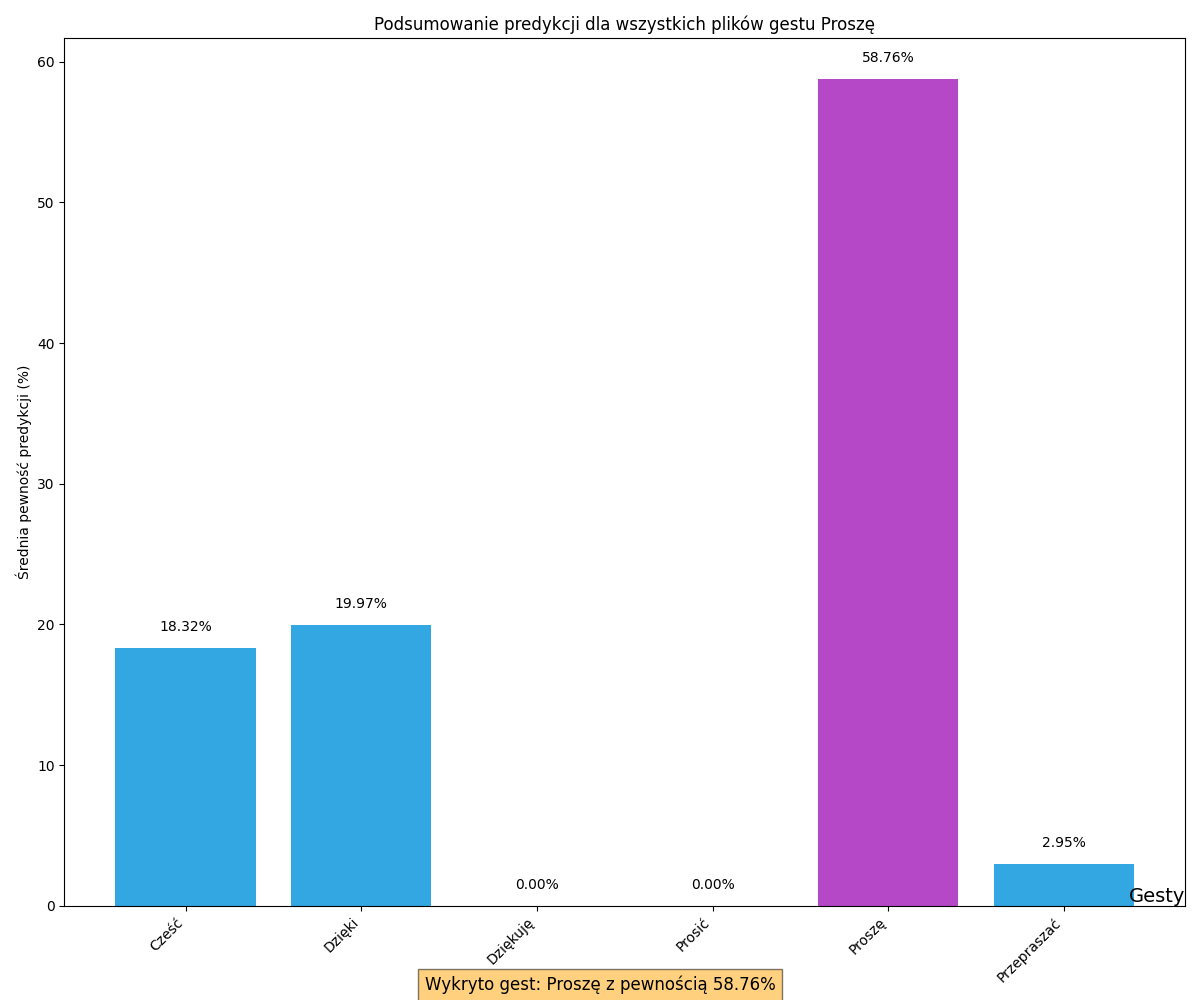 Podsumowanie predykcji dla wszystkich plików gestu Proszę
Średnia pewność predykcji (%)
60
50
40
30
20
10
0
18.32%
19.97%
0.00%
0.00%
58.76%
2.95%
Gesty
Cześć
Dzięki
Dziękuję
Prosić
Proszę
Przepraszać
Wykryto gest: Proszę z pewnością 58.76%